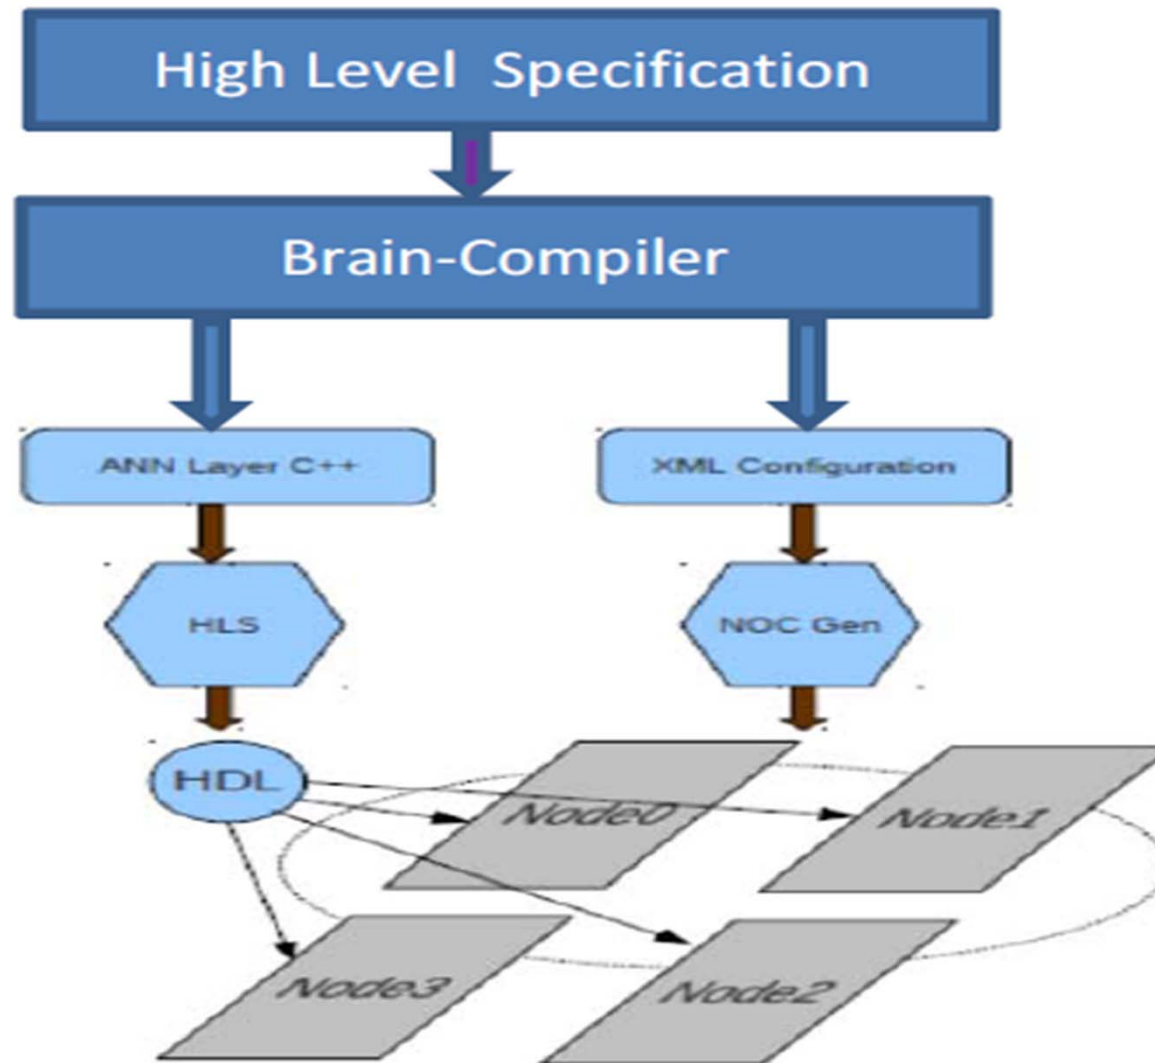 High Level Specification
Brain-Compiler
ANN Layer C++
XML Configuration
HLS
NOC Gen
HDL
Node0
Node1
Node3
Node2